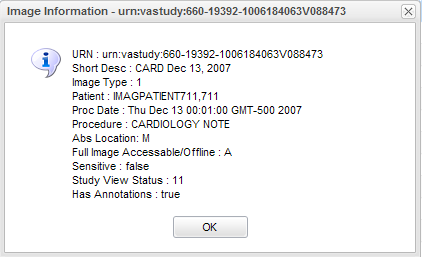 Image Information - urn:vastudy:660-19392-1006184063V088473
URN : urn:vastudy:660-19392-1006184063V088473
Short Desc : CARD Dec 13, 2007
Image Type : 1
Patient : IMAGPATIENT711,711
Proc Date : Thu Dec 13 00:01:00 GMT-500 2007
Procedure : CARDIOLOGY NOTE
Abs Location: M
Full Image Accessable/Offline : A
Sensitive : false
Study View Status : 11
Has Annotations : true
OK